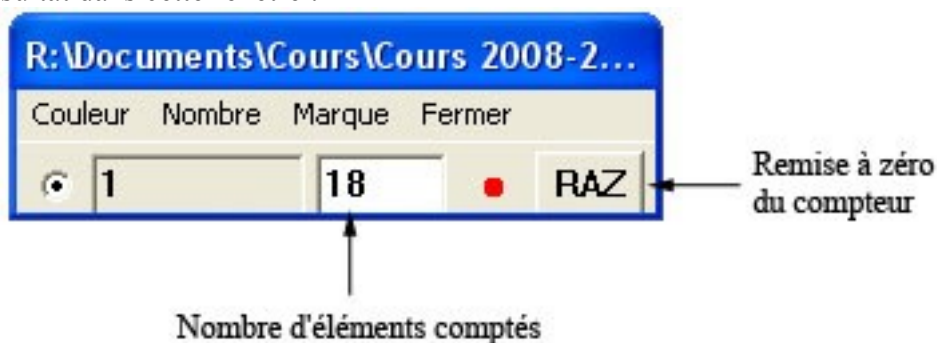 R:\Documents\Cours\Cours 2008-2...
Couleur Nombre Marque Fermer
1 18 RAZ
Remise à zéro
du compteur
Nombre d'éléments comptés